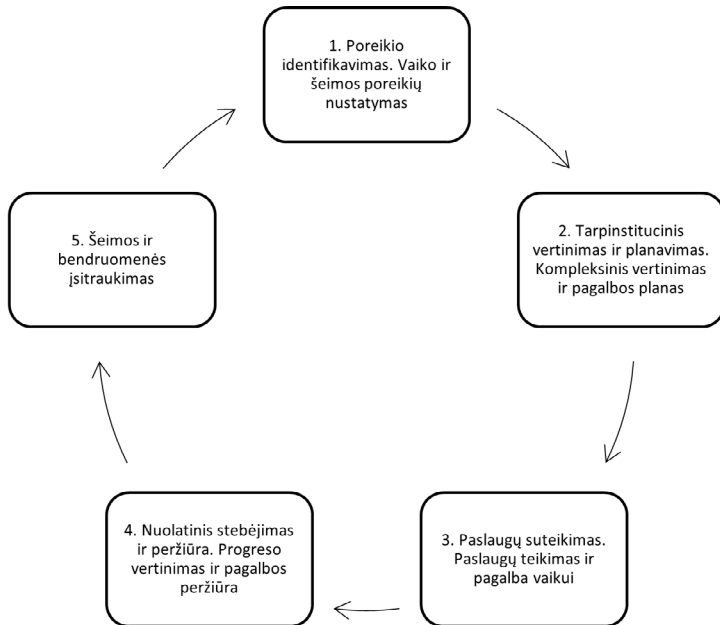 1. Poreikio
identifikavimas. Vaiko ir
šeimos poreikių
nustatymas
2. Tarpinstitucinis
vertinimas ir planavimas.
Kompleksinis vertinimas
ir pagalbos planas
3. Paslaugų suteikimas.
Paslaugų teikimas ir
pagalba vaikui
4. Nuolatinis stebėjimas
ir peržiūra. Progreso
vertinimas ir pagalbos
peržiūra
5. Šeimos ir
bendruomenės
įsitraukimas